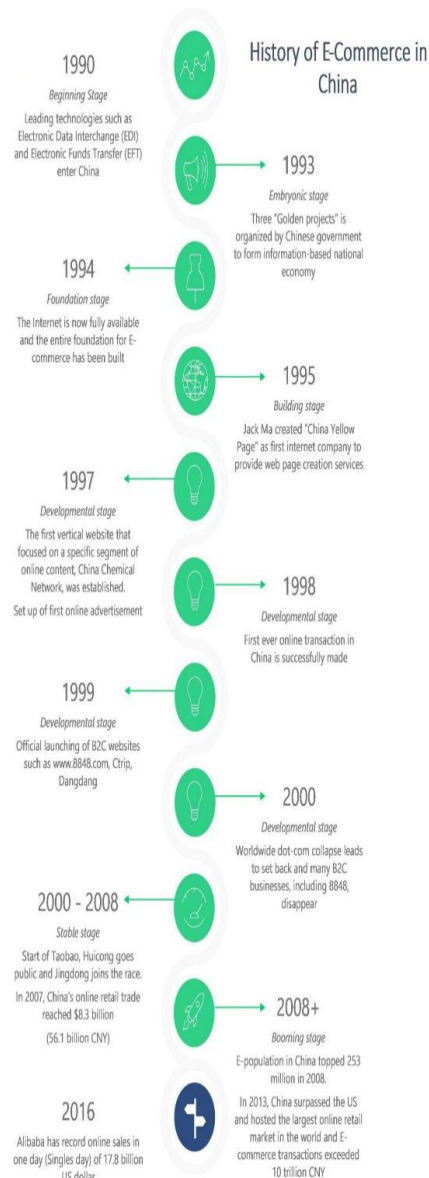 History of E-Commerce in
China
1990
Beginning Stage
Leading technologies such as
Electronic Data Interchange (EDI)
and Electronic Funds Transfer (EFT)
enter China
1993
Embryonic stage
Three "Golden projects" is
organized by Chinese government
to form information-based national
economy
1994
Foundation stage
The Internet is now fully available
and the entire foundation for E-
commerce has been built
1995
Building stage
Jack Ma created "China Yellow
Page" as first internet company to
provide web page creation services
1997
Developmental stage
The first vertical website that
focused on a specific segment of
online content, China Chemical
Network, was established.
Set up of first online advertisement
1998
Developmental stage
First ever online transaction in
China is successfully made
1999
Developmental stage
Official launching of B2C websites
such as www.8848.com, Ctrip,
Dangdang
2000
Developmental stage
Worldwide dot-com collapse leads
to set back and many B2C
businesses, including 8848,
disappear
2000 - 2008
Stable stage
Start of Taobao, Huicong goes
public and Jingdong joins the race.
In 2007, China's online retail trade
reached $8.3 billion
(56.1 billion CNY)
2008+
Booming stage
E-population in China topped 253
million in 2008.
In 2013, China surpassed the US
and hosted the largest online retail
market in the world and E-
commerce transactions exceeded
10 trillion CNY
2016
Alibaba has record online sales in
one day (Singles day) of 17.8 billion
US dollar